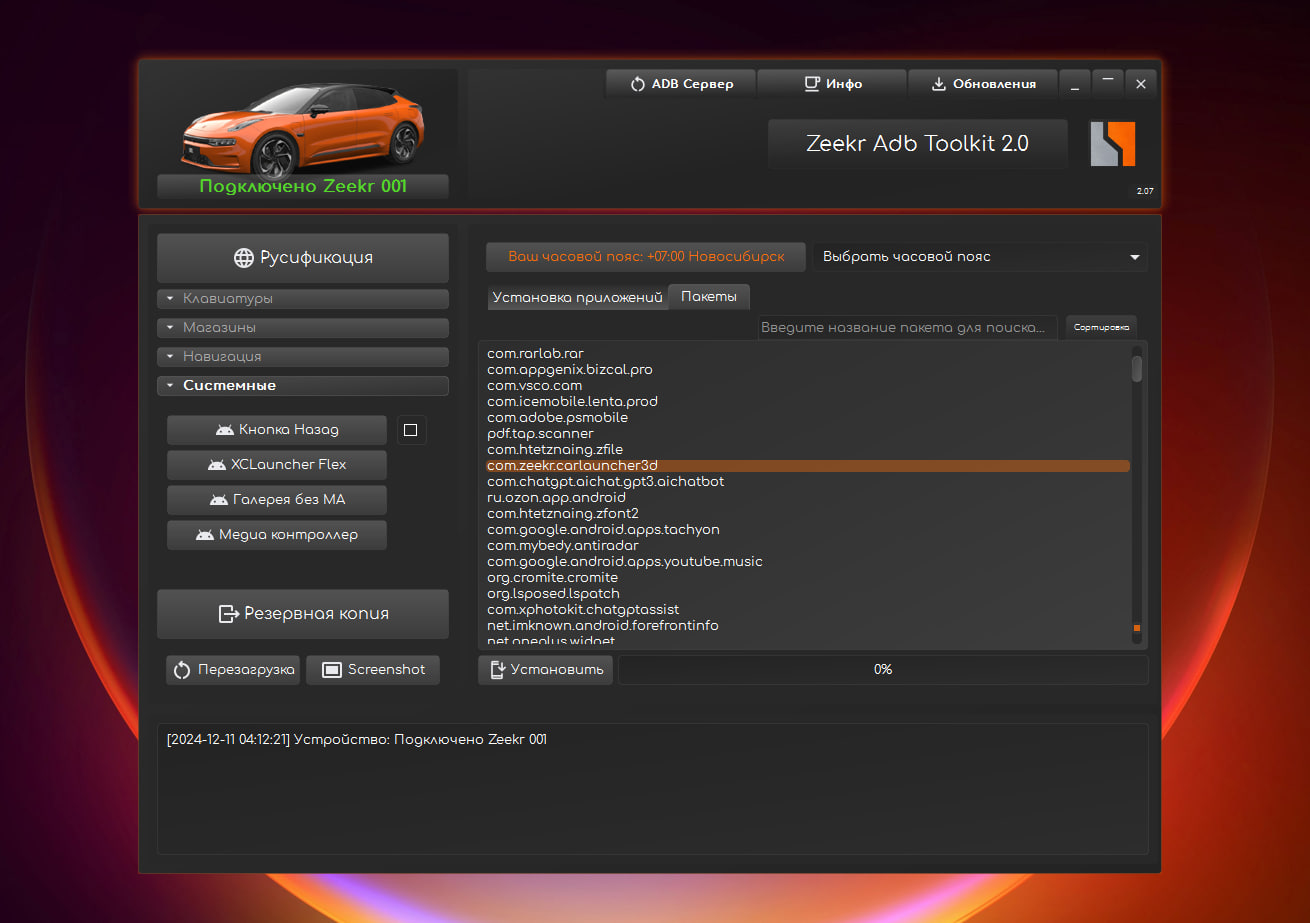 ADB Сервер
Инфо
Обновления
Zeekr Adb Toolkit 2.0
Подключено Zeekr 001
2.07
Русификация
Клавиатуры
Магазины
Навигация
Системные
Кнопка Назад
XCLauncher Flex
Галерея без МА
Медиа контроллер
Резервная копия
Перезагрузка
Screenshot
Ваш часовой пояс: +07:00 Новосибирск
Выбрать часовой пояс
Установка приложений
Пакеты
Введите название пакета для поиска...
Сортировка
com.rarlab.rar
com.appgenix.bizcal.pro
com.vsco.cam
com.icemobile.lenta.prod
com.adobe.psmobile
pdf.tap.scanner
com.htetznaing.zfile
com.zeekr.carlauncher3d
com.chatgpt.aichat.gpt3.aichatbot
ru.ozon.app.android
com.htetznaing.zfont2
com.google.android.apps.tachyon
com.mybedy.antiradar
com.google.android.apps.youtube.music
org.cromite.cromite
org.lsposed.lspatch
com.xphotokit.chatgptassist
net.imknown.android.forefrontinfo
net.oneplus.widget
Установить
0%
[2024-12-11 04:12:21] Устройство: Подключено Zeekr 001